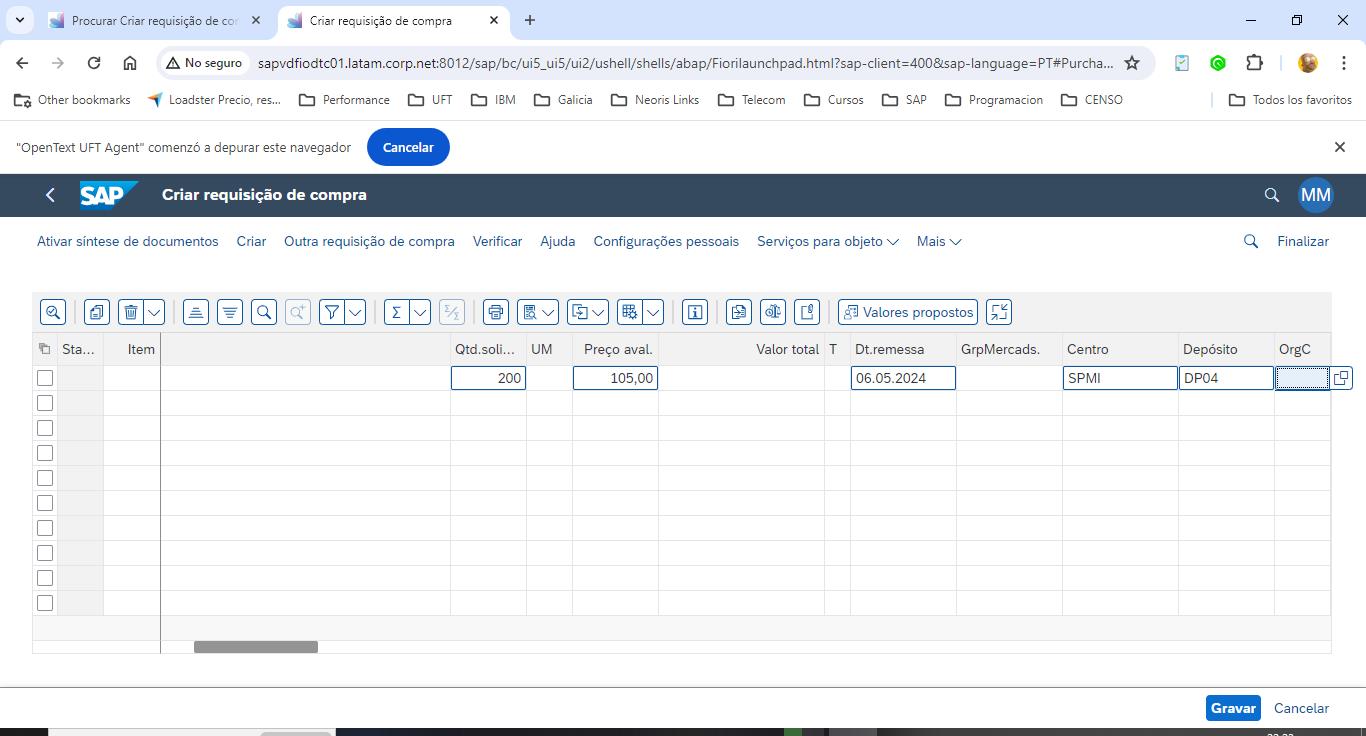 Procurar Criar requisição de co
Criar requisição de compra
No seguro
sapvdfiodtc01.latam.corp.net:8012/sap/bc/ui5_ui5/ui2/ushell/shells/abap/Fiorilaunchpad.html?sap-client=400&sap-language=PT#Purcha...
Other bookmarks Loadster Precio, res... Performance UFT IBM Galicia Neoris Links Telecom Cursos SAP Programacion CENSO Todos los favoritos
"OpenText UFT Agent" comenzó a depurar este navegador Cancelar
SAP Criar requisição de compra MM
Ativar síntese de documentos Criar Outra requisição de compra Verificar Ajuda Configurações pessoais Serviços para objeto Mais Finalizar
Valores propostos
Sta... Item Qtd.soli... UM Preço aval. Valor total T Dt.remessa GrpMercads. Centro Depósito OrgC
200 105,00 06.05.2024 SPMI DP04
Gravar Cancelar